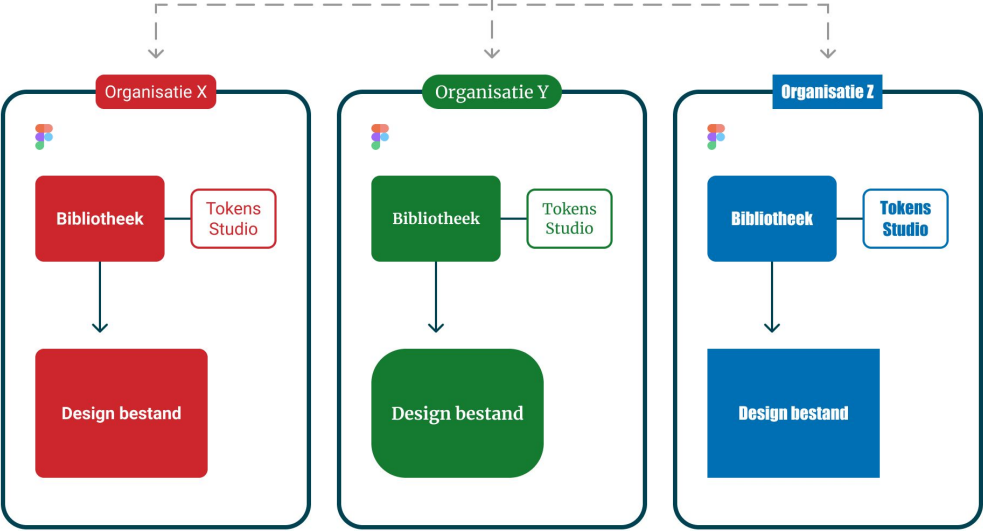 Organisatie X
Organisatie Y
Organisatie Z
Bibliotheek
Tokens
Studio
Bibliotheek
Tokens
Studio
Bibliotheek
Tokens
Studio
Design bestand
Design bestand
Design bestand